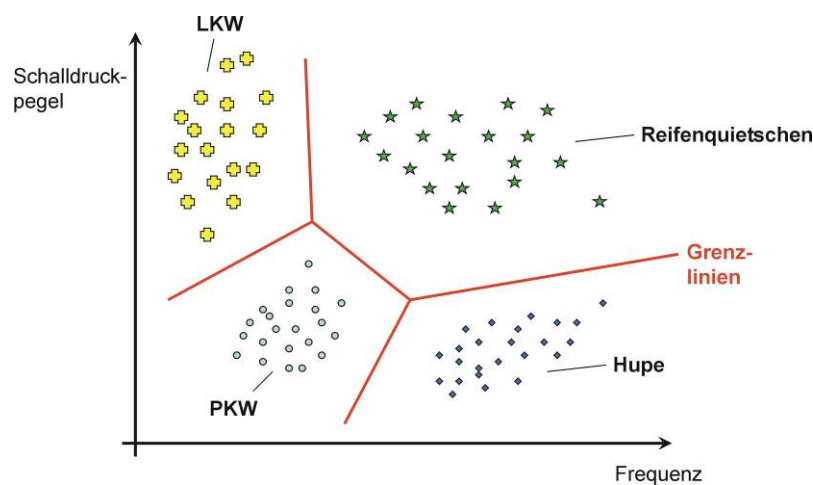 LKW
Schalldruck-
pegel
Reifenquietschen
Grenz-
linien
Hupe
PKW
Frequenz